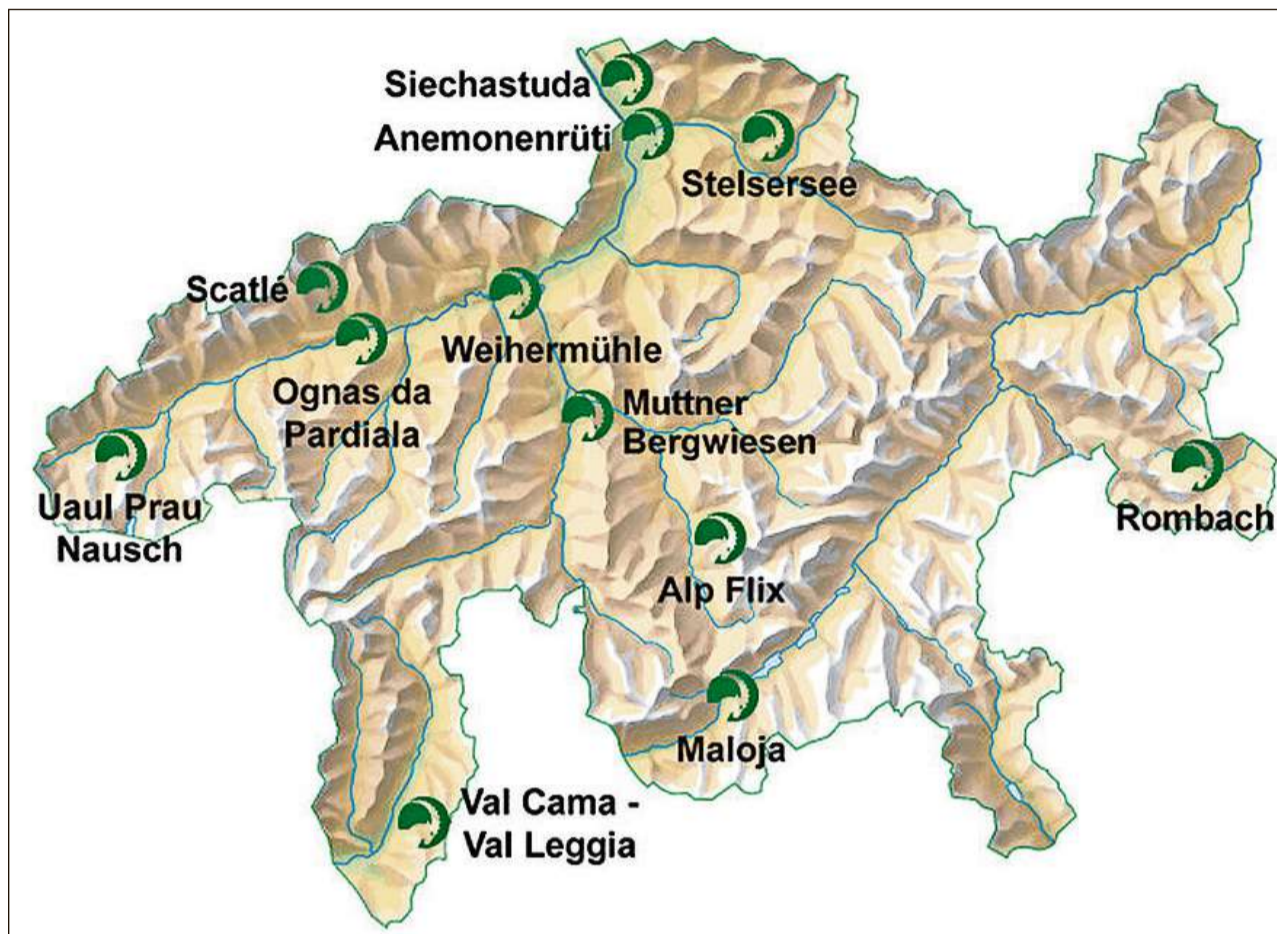 Siechastuda
Anemonenrüti
Stelsersee
Scatlé
Weihermühle
Ognas da
Pardiala
Muttner
Bergwiesen
Uaul Prau
Nausch
Rombach
Alp Flix
Maloja
Val Cama -
Val Leggia